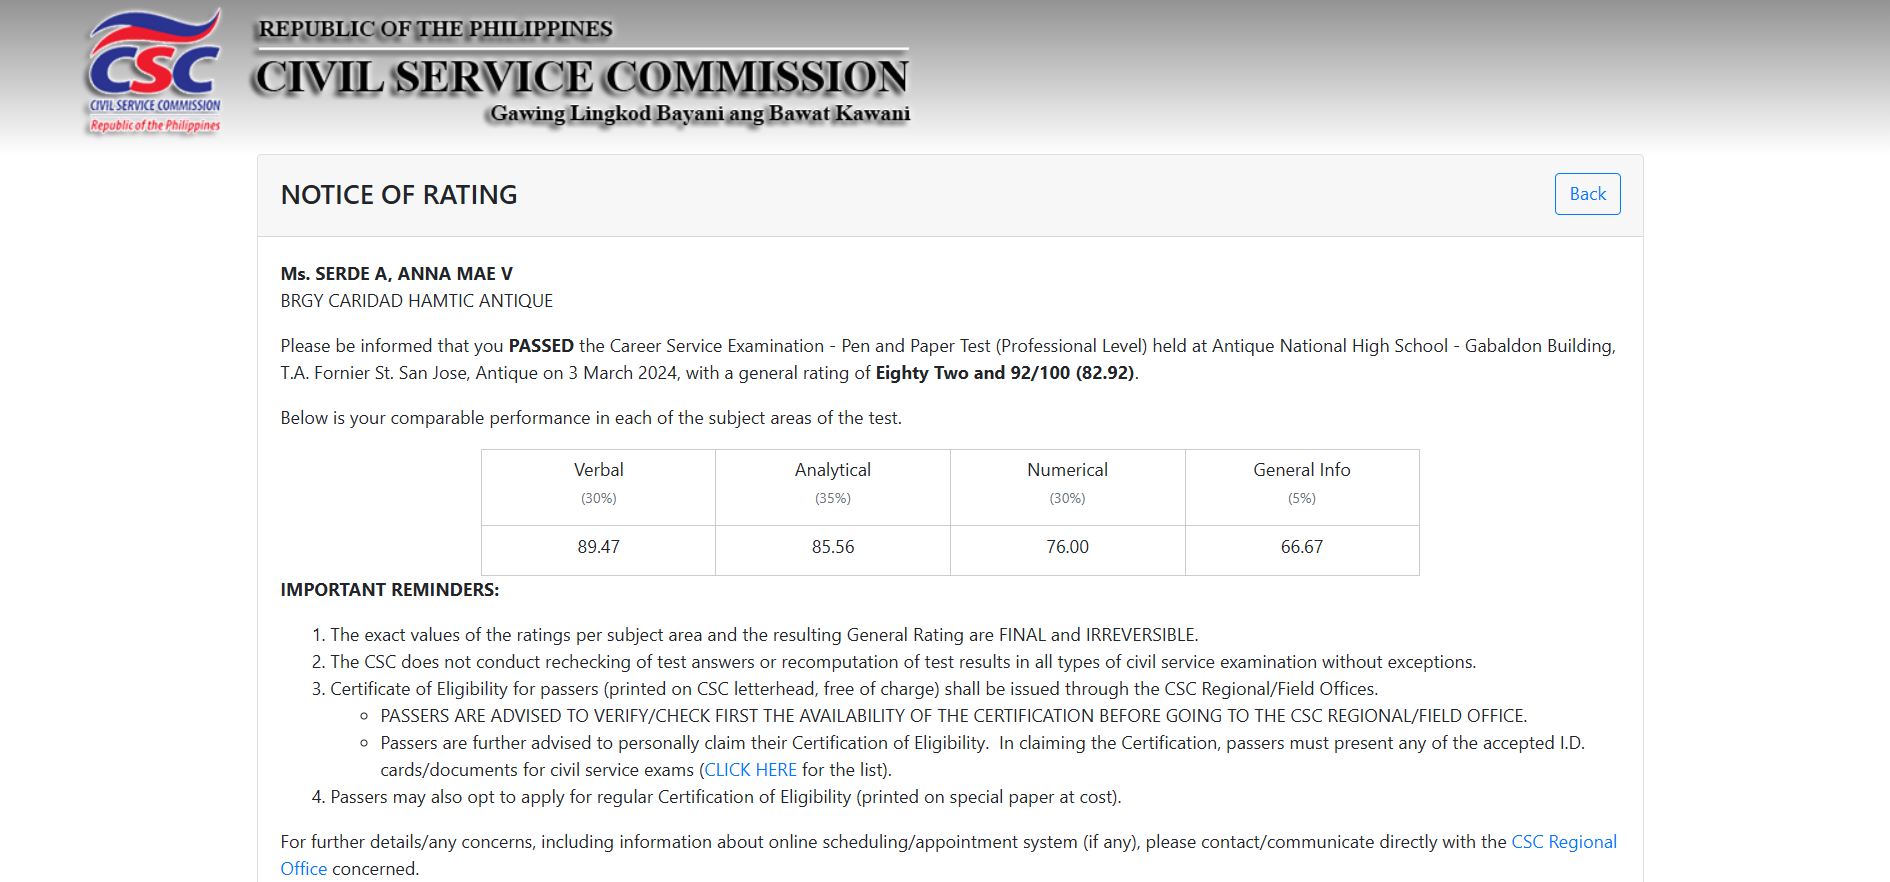 CSC
CIVIL SERVICE COMMISSION
Republic of the Philippines
REPUBLIC OF THE PHILIPPINES
CIVIL SERVICE COMMISSION
Gawing Lingkod Bayani ang Bawat Kawani
NOTICE OF RATING
Back
Ms. SERDE A, ANNA MAE V
BRGY CARIDAD HAMTIC ANTIQUE
Please be informed that you PASSED the Career Service Examination - Pen and Paper Test (Professional Level) held at Antique National High School - Gabaldon Building,
T.A. Fornier St. San Jose, Antique on 3 March 2024, with a general rating of Eighty Two and 92/100 (82.92).
Below is your comparable performance in each of the subject areas of the test.
Verbal Analytical Numerical General Info
(30%) (35%) (30%) (5%)
89.47 85.56 76.00 66.67
IMPORTANT REMINDERS:
1. The exact values of the ratings per subject area and the resulting General Rating are FINAL and IRREVERSIBLE.
2. The CSC does not conduct rechecking of test answers or recomputation of test results in all types of civil service examination without exceptions.
3. Certificate of Eligibility for passers (printed on CSC letterhead, free of charge) shall be issued through the CSC Regional/Field Offices.
◦ PASSERS ARE ADVISED TO VERIFY/CHECK FIRST THE AVAILABILITY OF THE CERTIFICATION BEFORE GOING TO THE CSC REGIONAL/FIELD OFFICE.
◦ Passers are further advised to personally claim their Certification of Eligibility. In claiming the Certification, passers must present any of the accepted I.D.
cards/documents for civil service exams (CLICK HERE for the list).
4. Passers may also opt to apply for regular Certification of Eligibility (printed on special paper at cost).
For further details/any concerns, including information about online scheduling/appointment system (if any), please contact/communicate directly with the CSC Regional
Office concerned.